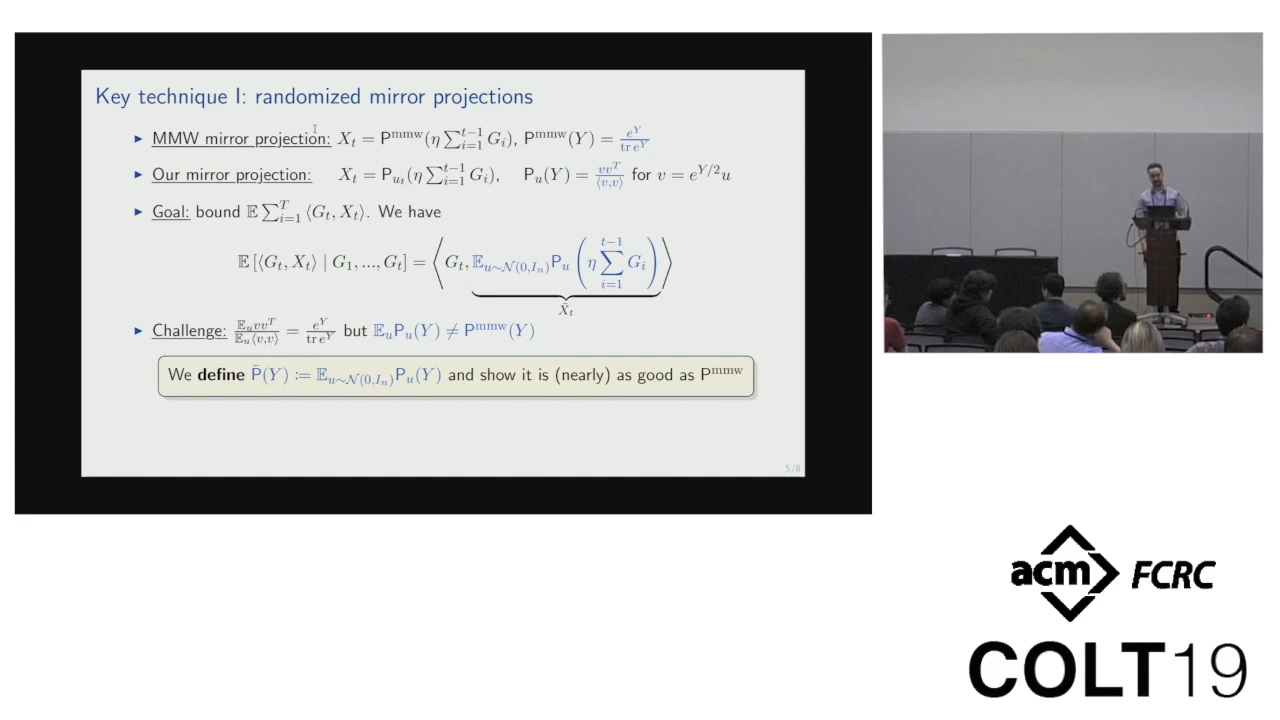 Key technique I: randomized mirror projections
▶ MMW mirror projection: X_t = P^mmw(η ∑_{i=1}^{t−1} G_i), P^mmw(Y) = e^Y / tr e^Y
▶ Our mirror projection: X_t = P_{u_t}(η ∑_{i=1}^{t−1} G_i), P_u(Y) = vv^T / ⟨v,v⟩ for v = e^{Y/2}u
▶ Goal: bound 𝔼 ∑_{i=1}^{T} ⟨G_t, X_t⟩. We have
𝔼 [⟨G_t, X_t⟩ | G_1, ..., G_t] = ⟨G_t, 𝔼_{u∼𝒩(0,I_n)} P_u (η ∑_{i=1}^{t−1} G_i)⟩
X̄_t
▶ Challenge: 𝔼_u vv^T / 𝔼_u⟨v,v⟩ = e^Y / tr e^Y but 𝔼_u P_u(Y) ≠ P^mmw(Y)
We define P̄(Y) := 𝔼_{u∼𝒩(0,I_n)} P_u(Y) and show it is (nearly) as good as P^mmw
5/8
acm FCRC
COLT19